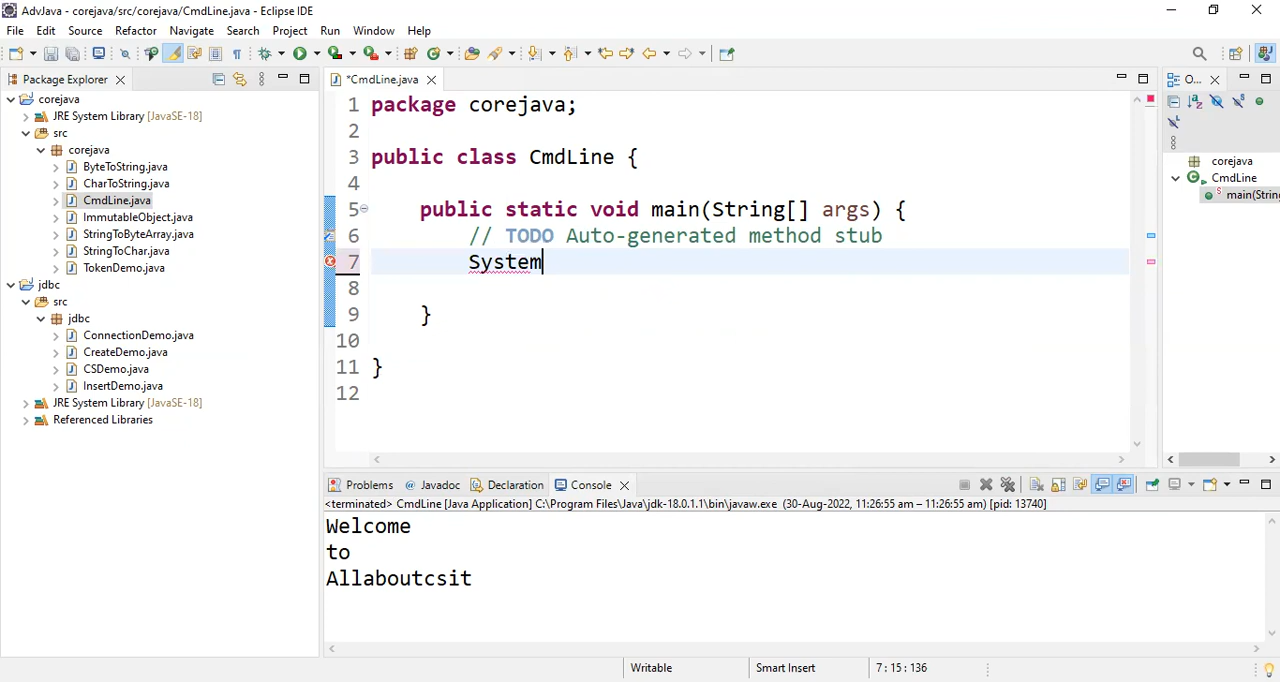 AdvJava - corejava/src/corejava/CmdLine.java - Eclipse IDE
File Edit Source Refactor Navigate Search Project Run Window Help
Package Explorer
corejava
JRE System Library [JavaSE-18]
src
corejava
ByteToString.java
CharToString.java
CmdLine.java
ImmutableObject.java
StringToByteArray.java
StringToChar.java
TokenDemo.java
jdbc
src
jdbc
ConnectionDemo.java
CreateDemo.java
CSDemo.java
InsertDemo.java
JRE System Library [JavaSE-18]
Referenced Libraries
*CmdLine.java
1 package corejava;
2
3 public class CmdLine {
4
5 public static void main(String[] args) {
6 // TODO Auto-generated method stub
7 System
8
9 }
10
11 }
12
O...
corejava
CmdLine
main(String
Problems @ Javadoc Declaration Console
<terminated> CmdLine [Java Application] C:\Program Files\Java\jdk-18.0.1.1\bin\javaw.exe (30-Aug-2022, 11:26:55 am – 11:26:55 am) [pid: 13740]
Welcome
to
Allaboutcsit
Writable Smart Insert 7 : 15 : 136